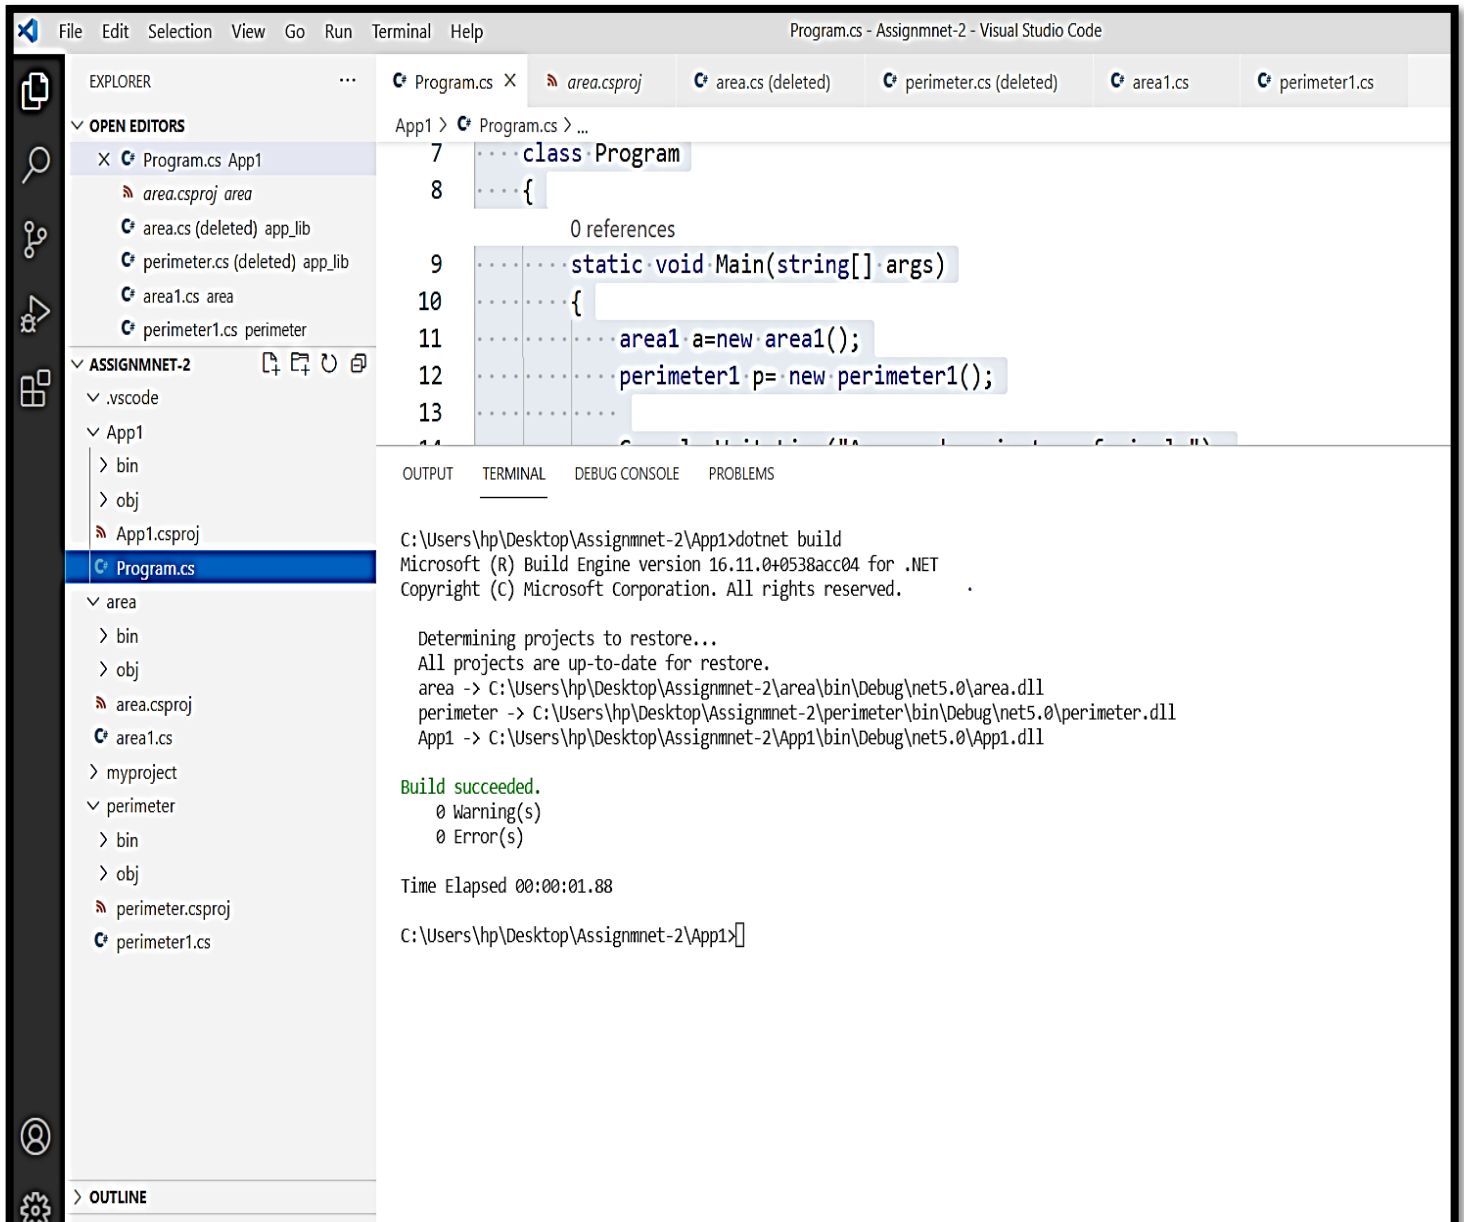 File Edit Selection View Go Run Terminal Help
Program.cs - Assignmnet-2 - Visual Studio Code
EXPLORER
OPEN EDITORS
Program.cs App1
area.csproj area
area.cs (deleted) app_lib
perimeter.cs (deleted) app_lib
area1.cs area
perimeter1.cs perimeter
ASSIGNMNET-2
.vscode
App1
bin
obj
App1.csproj
Program.cs
area
bin
obj
area.csproj
area1.cs
myproject
perimeter
bin
obj
perimeter.csproj
perimeter1.cs
OUTLINE
Program.cs area.csproj area.cs (deleted) perimeter.cs (deleted) area1.cs perimeter1.cs
App1 > Program.cs > ...
7 class Program
8 {
0 references
9 static void Main(string[] args)
10 {
11 area1 a=new area1();
12 perimeter1 p= new perimeter1();
13
14
OUTPUT TERMINAL DEBUG CONSOLE PROBLEMS
C:\Users\hp\Desktop\Assignmnet-2\App1>dotnet build
Microsoft (R) Build Engine version 16.11.0+0538acc04 for .NET
Copyright (C) Microsoft Corporation. All rights reserved.
Determining projects to restore...
All projects are up-to-date for restore.
area -> C:\Users\hp\Desktop\Assignmnet-2\area\bin\Debug\net5.0\area.dll
perimeter -> C:\Users\hp\Desktop\Assignmnet-2\perimeter\bin\Debug\net5.0\perimeter.dll
App1 -> C:\Users\hp\Desktop\Assignmnet-2\App1\bin\Debug\net5.0\App1.dll
Build succeeded.
0 Warning(s)
0 Error(s)
Time Elapsed 00:00:01.88
C:\Users\hp\Desktop\Assignmnet-2\App1>